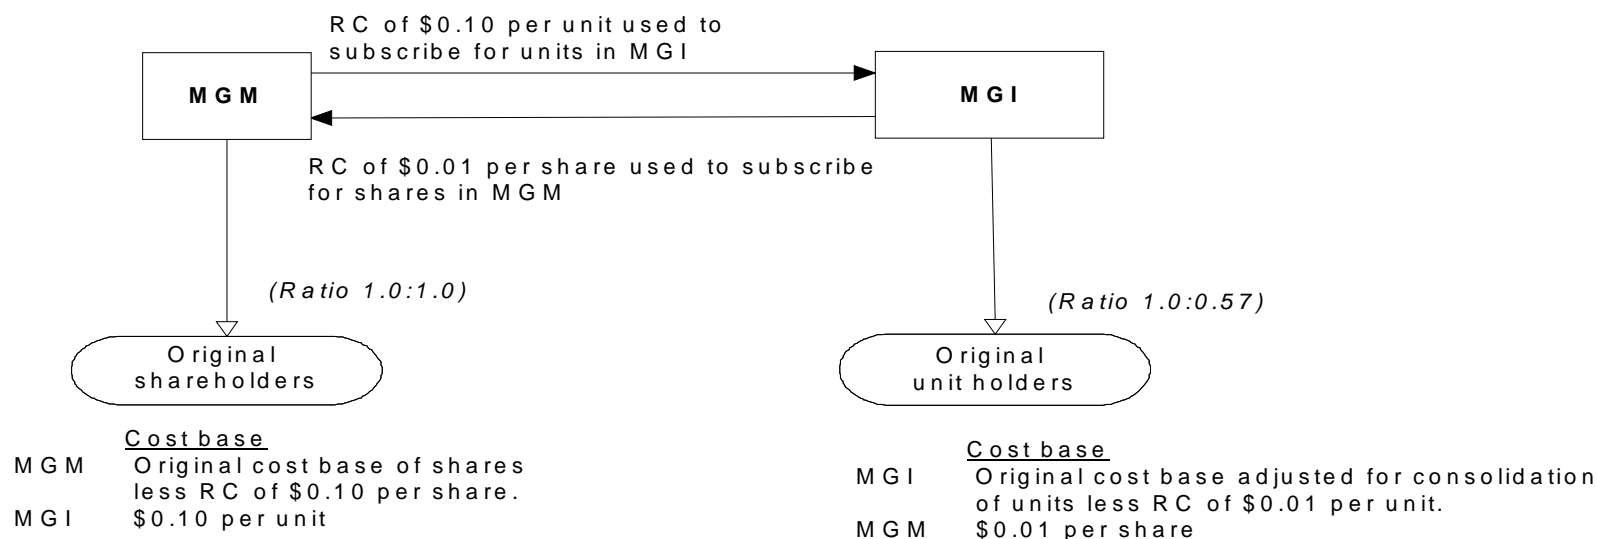 RC of $0.10 per unit used to
subscribe for units in MGI
MGM
MGI
RC of $0.01 per share used to subscribe
for shares in MGM
(Ratio 1.0:1.0)
(Ratio 1.0:0.57)
Original
shareholders
Original
unit holders
Cost base
MGM Original cost base of shares
less RC of $0.10 per share.
MGI $0.10 per unit
Cost base
MGI Original cost base adjusted for consolidation
of units less RC of $0.01 per unit.
MGM $0.01 per share